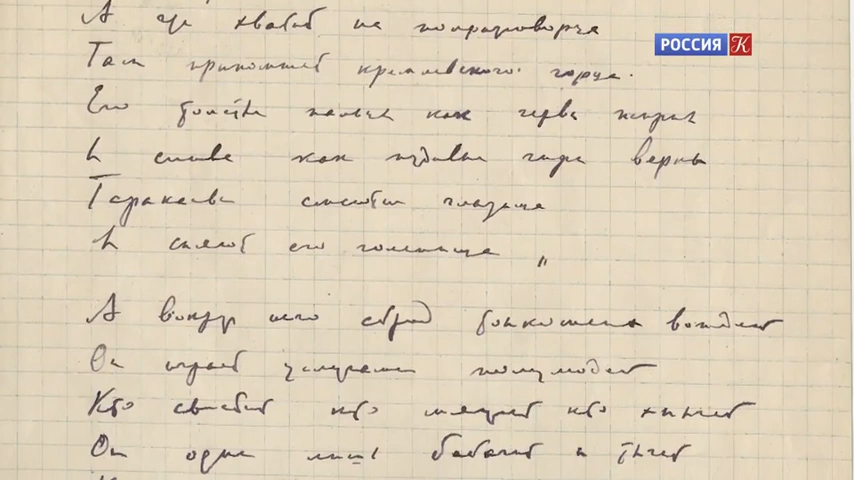 РОССИЯ К
А где хватит на полразговорца
Там припомнят кремлевского горца.
Его толстые пальцы как черви жирны
И слова как пудовые гири верны
Тараканьи смеются глазища
И сияют его голенища
А вокруг него сброд тонкошеих вождей
Он играет услугами полулюдей
Кто свистит кто мяучит кто хнычет
Он один лишь бабачит и тычет